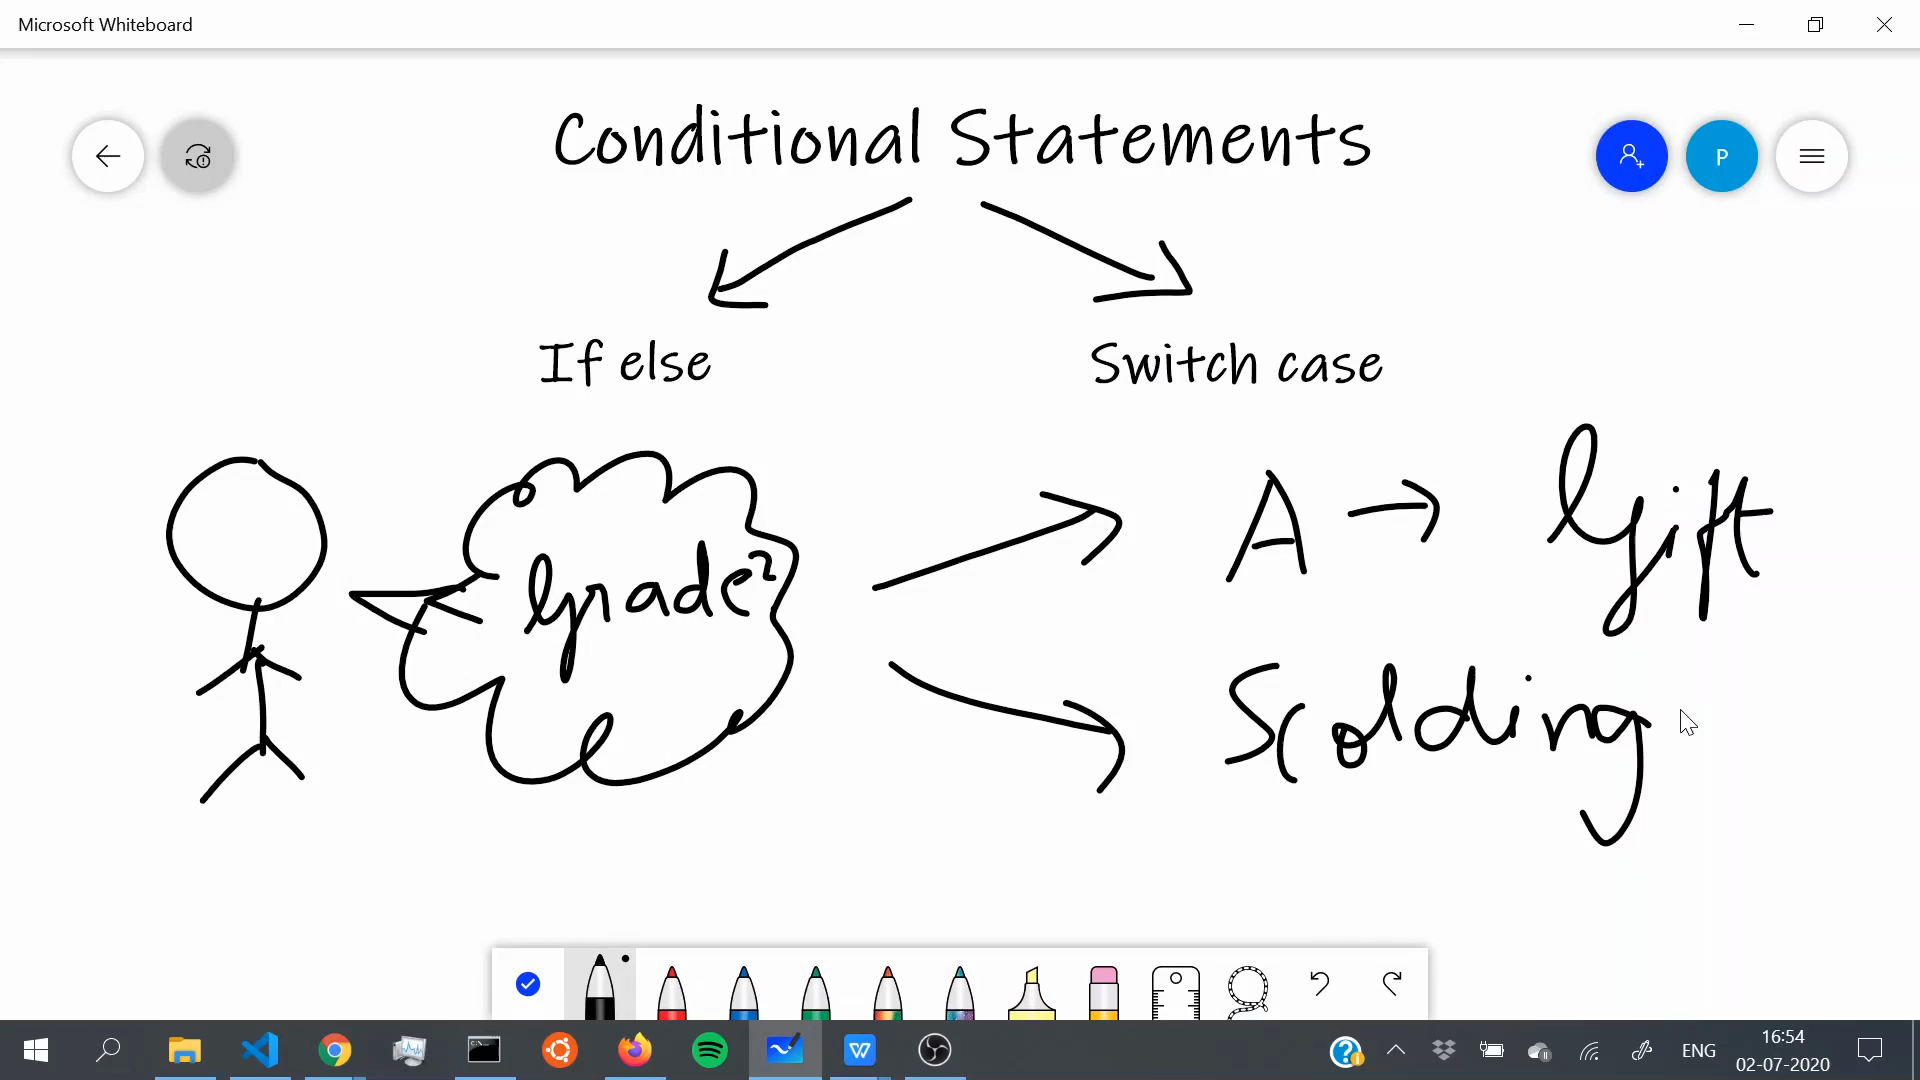 Microsoft Whiteboard
Conditional Statements
P
If else
Switch case
Grade?
A → Gift
Scolding
16:54
ENG
02-07-2020